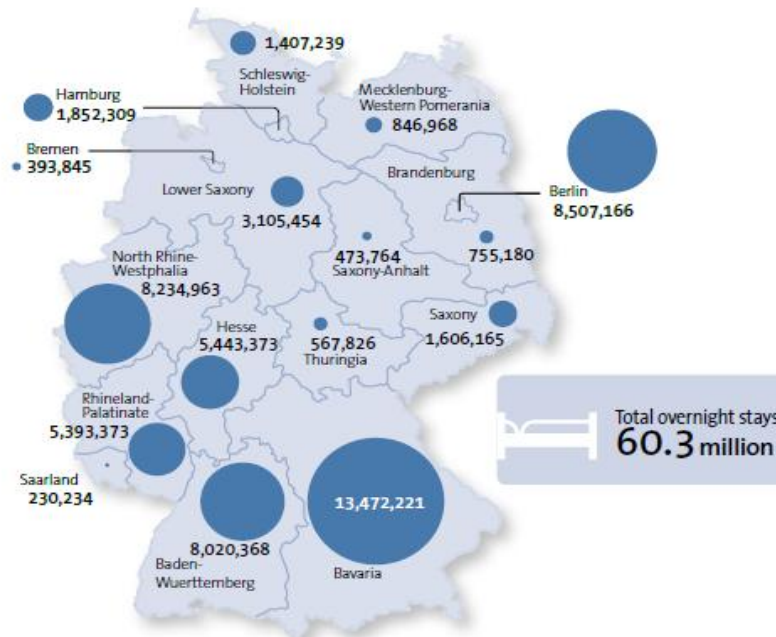 1,407,239
Schleswig-
Holstein
Hamburg
1,852,309
Mecklenburg-
Western Pomerania
846,968
Bremen
393,845
Lower Saxony
3,105,454
Brandenburg
755,180
Berlin
8,507,166
473,764
Saxony-Anhalt
North Rhine-
Westphalia
8,234,963
Hesse
5,443,373
567,826
Thuringia
Saxony
1,606,165
Rhineland-
Palatinate
5,393,373
Saarland
230,234
8,020,368
Baden-
Wuerttemberg
13,472,221
Bavaria
Total overnight stays
60.3 million